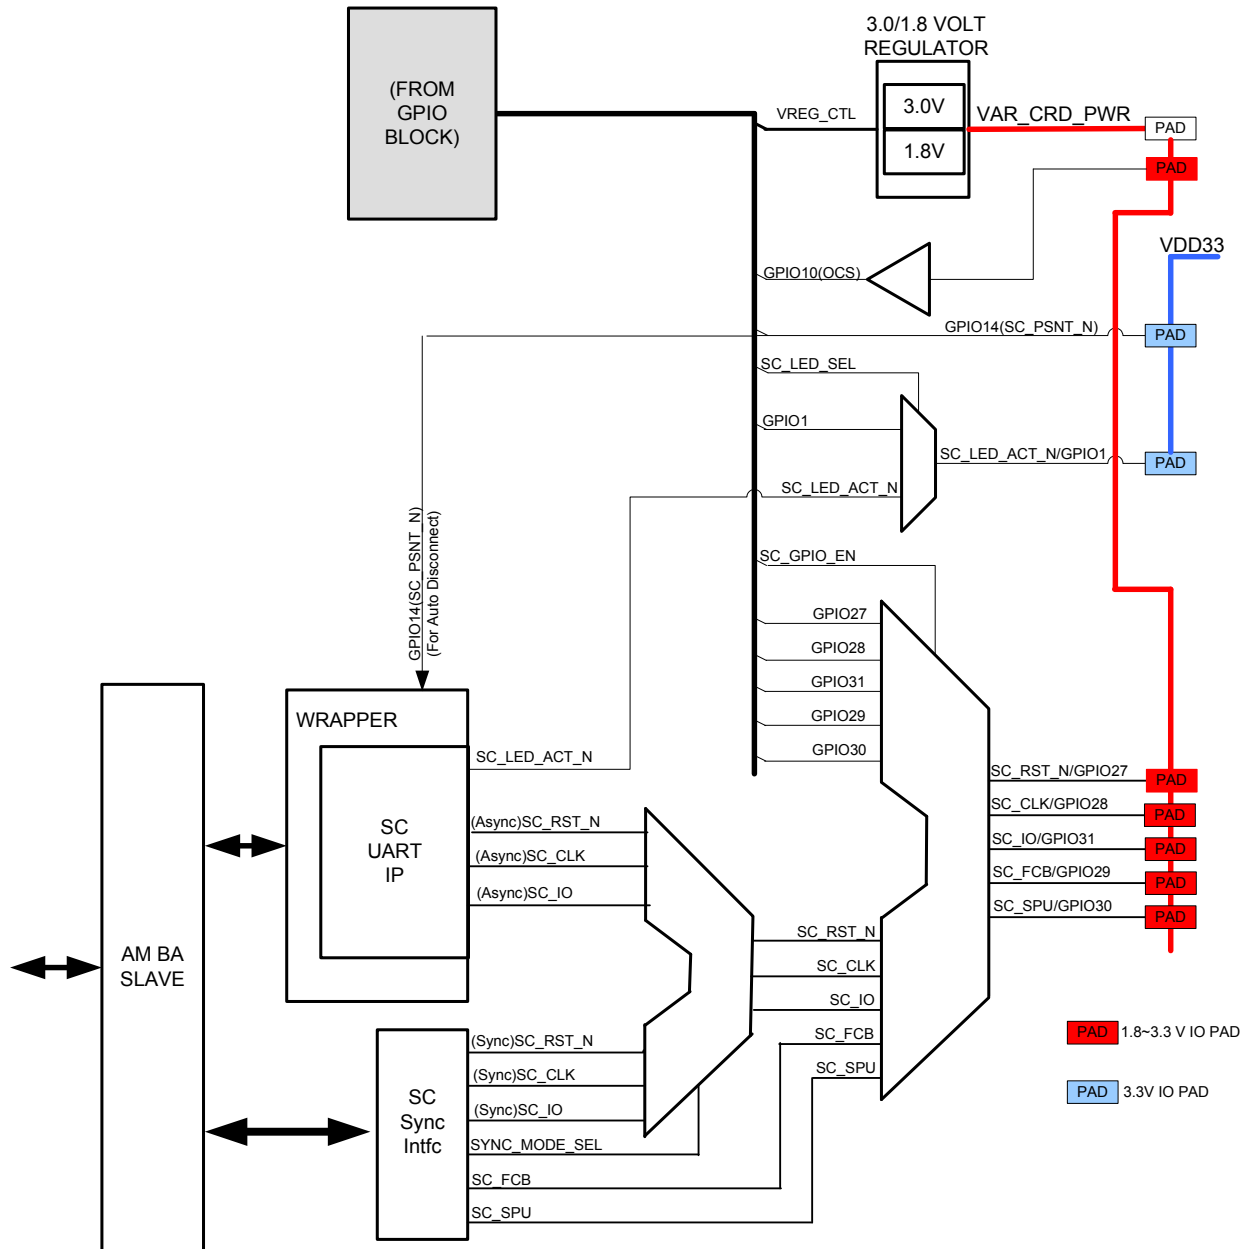 3.0/1.8 VOLT
REGULATOR
(FROM
GPIO
BLOCK)
3.0V
1.8V
VREG_CTL
VAR_CRD_PWR
PAD
PAD
VDD33
GPIO10(OCS)
GPIO14(SC_PSNT_N)
PAD
SC_LED_SEL
GPIO1
SC_LED_ACT_N/GPIO1
PAD
SC_LED_ACT_N
GPIO14(SC_PSNT_N)
(For Auto Disconnect)
SC_GPIO_EN
GPIO27
GPIO28
GPIO31
GPIO29
GPIO30
WRAPPER
SC_LED_ACT_N
SC
UART
IP
(Async)SC_RST_N
(Async)SC_CLK
(Async)SC_IO
SC_RST_N/GPIO27
PAD
SC_CLK/GPIO28
PAD
SC_IO/GPIO31
PAD
SC_FCB/GPIO29
PAD
SC_SPU/GPIO30
PAD
AM BA
SLAVE
SC_RST_N
SC_CLK
SC_IO
SC_FCB
SC_SPU
SC
Sync
Intfc
(Sync)SC_RST_N
(Sync)SC_CLK
(Sync)SC_IO
SYNC_MODE_SEL
SC_FCB
SC_SPU
PAD 1.8~3.3 V IO PAD
PAD 3.3V IO PAD